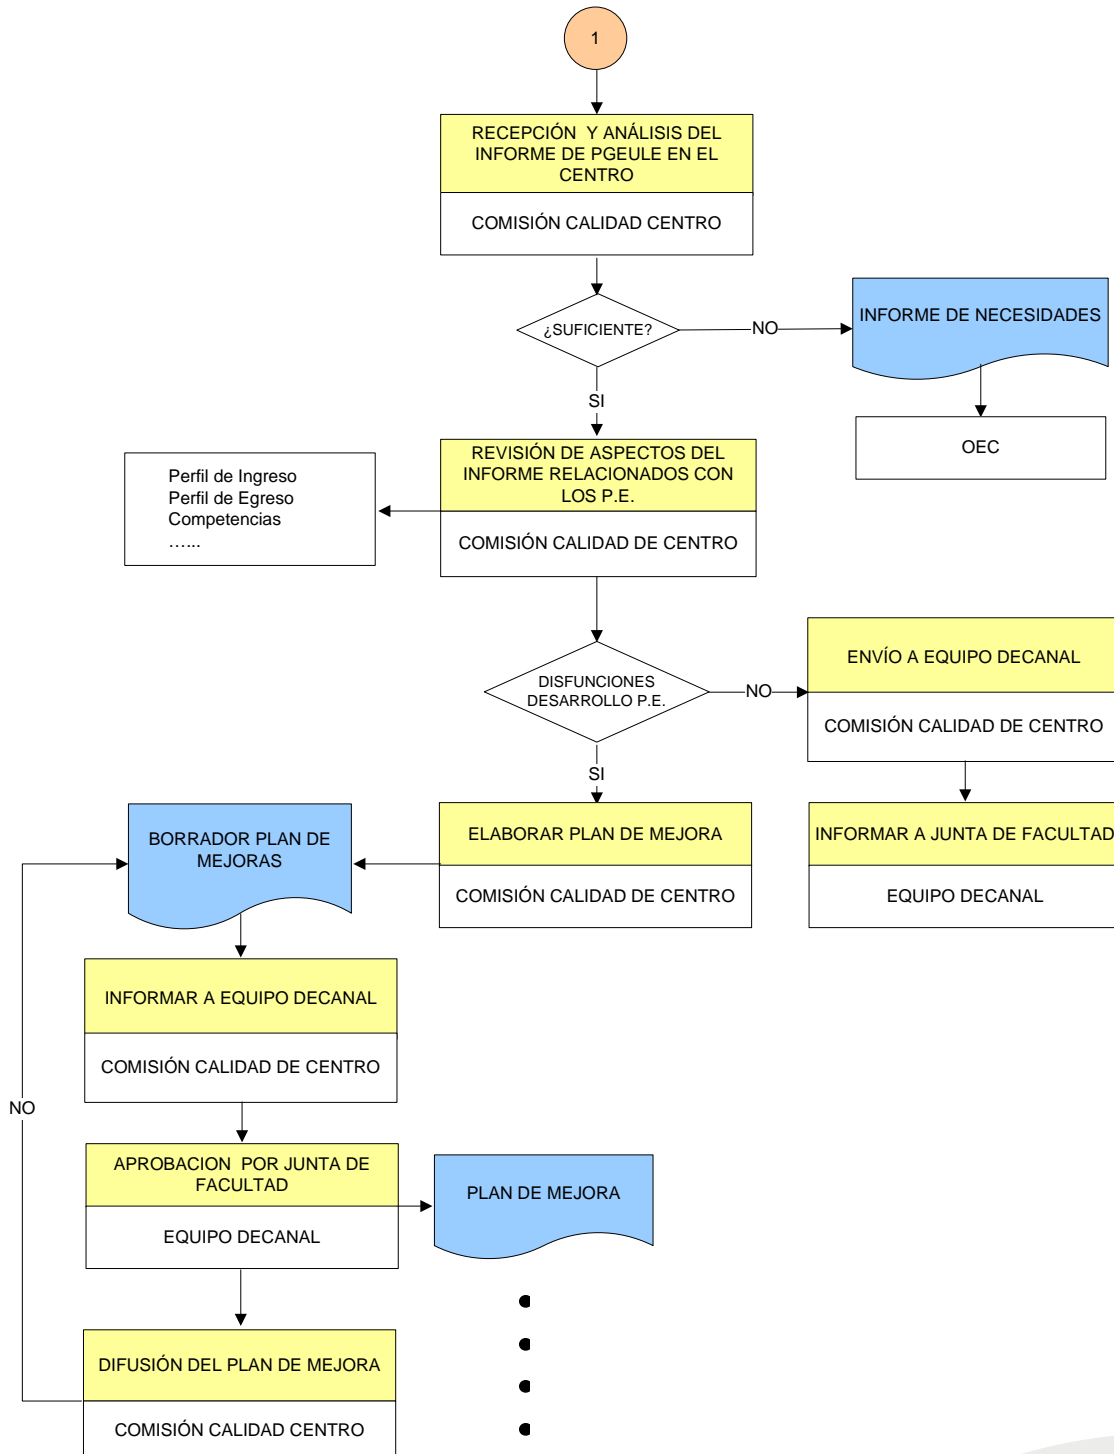 1
RECEPCIÓN Y ANÁLISIS DEL
INFORME DE PGEULE EN EL
CENTRO
COMISIÓN CALIDAD CENTRO
¿SUFICIENTE?
NO
INFORME DE NECESIDADES
OEC
SI
REVISIÓN DE ASPECTOS DEL
INFORME RELACIONADOS CON
LOS P.E.
COMISIÓN CALIDAD DE CENTRO
Perfil de Ingreso
Perfil de Egreso
Competencias
…...
DISFUNCIONES
DESARROLLO P.E.
NO
ENVÍO A EQUIPO DECANAL
COMISIÓN CALIDAD DE CENTRO
INFORMAR A JUNTA DE FACULTAD
EQUIPO DECANAL
SI
ELABORAR PLAN DE MEJORA
COMISIÓN CALIDAD DE CENTRO
BORRADOR PLAN DE
MEJORAS
INFORMAR A EQUIPO DECANAL
COMISIÓN CALIDAD DE CENTRO
NO
APROBACION POR JUNTA DE
FACULTAD
EQUIPO DECANAL
PLAN DE MEJORA
DIFUSIÓN DEL PLAN DE MEJORA
COMISIÓN CALIDAD CENTRO